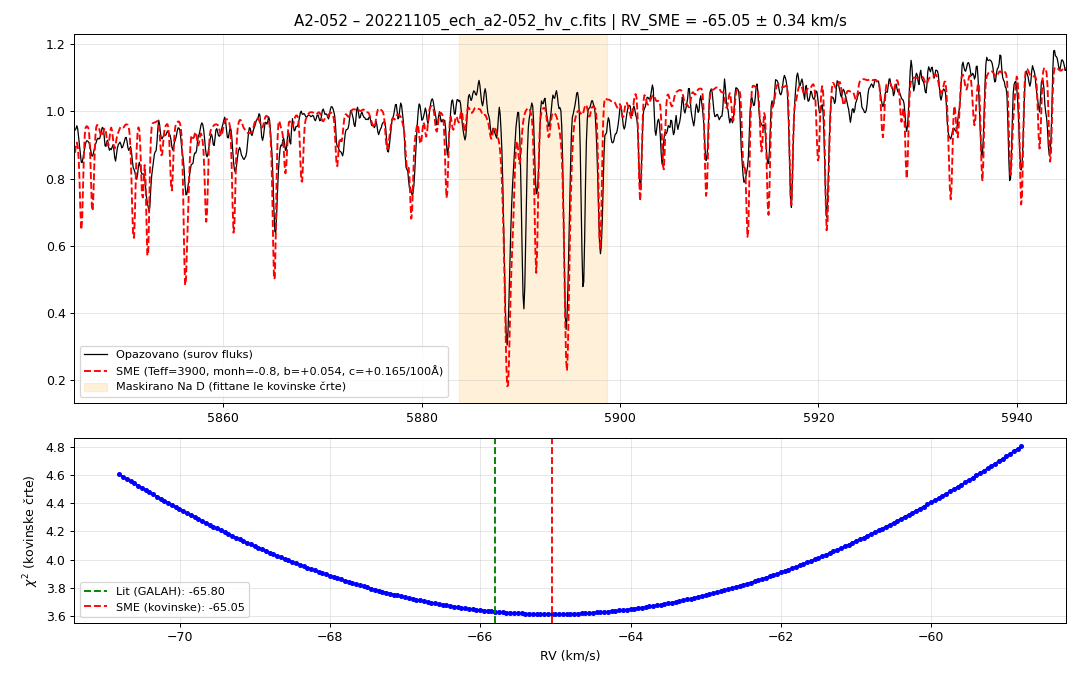 A2-052 – 20221105_ech_a2-052_hv_c.fits | RV_SME = -65.05 ± 0.34 km/s
1.2
1.0
0.8
0.6
0.4
0.2
Opazovano (surov fluks)
SME (Teff=3900, monh=-0.8, b=+0.054, c=+0.165/100Å)
Maskirano Na D (fittane le kovinske črte)
5860 5880 5900 5920 5940
4.8
4.6
4.4
4.2
4.0
3.8
3.6
χ² (kovinske črte)
Lit (GALAH): -65.80
SME (kovinske): -65.05
−70 −68 −66 −64 −62 −60
RV (km/s)